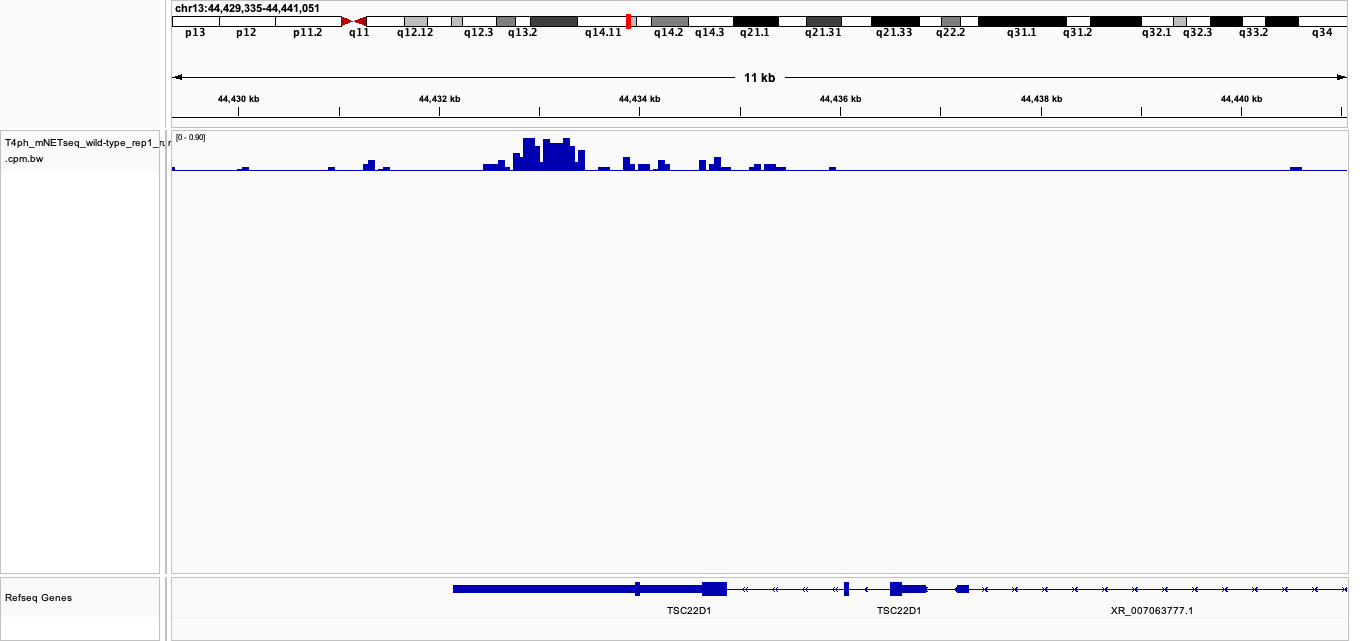 chr13:44,429,335-44,441,051
p13 p12 p11.2 q11 q12.12 q12.3 q13.2 q14.11 q14.2 q14.3 q21.1 q21.31 q21.33 q22.2 q31.1 q31.2 q32.1 q32.3 q33.2 q34
11 kb
44,430 kb 44,432 kb 44,434 kb 44,436 kb 44,438 kb 44,440 kb
T4ph_mNETseq_wild-type_rep1_ [0 - 0.90]
.cpm.bw
Refseq Genes
TSC22D1 TSC22D1 XR_007063777.1